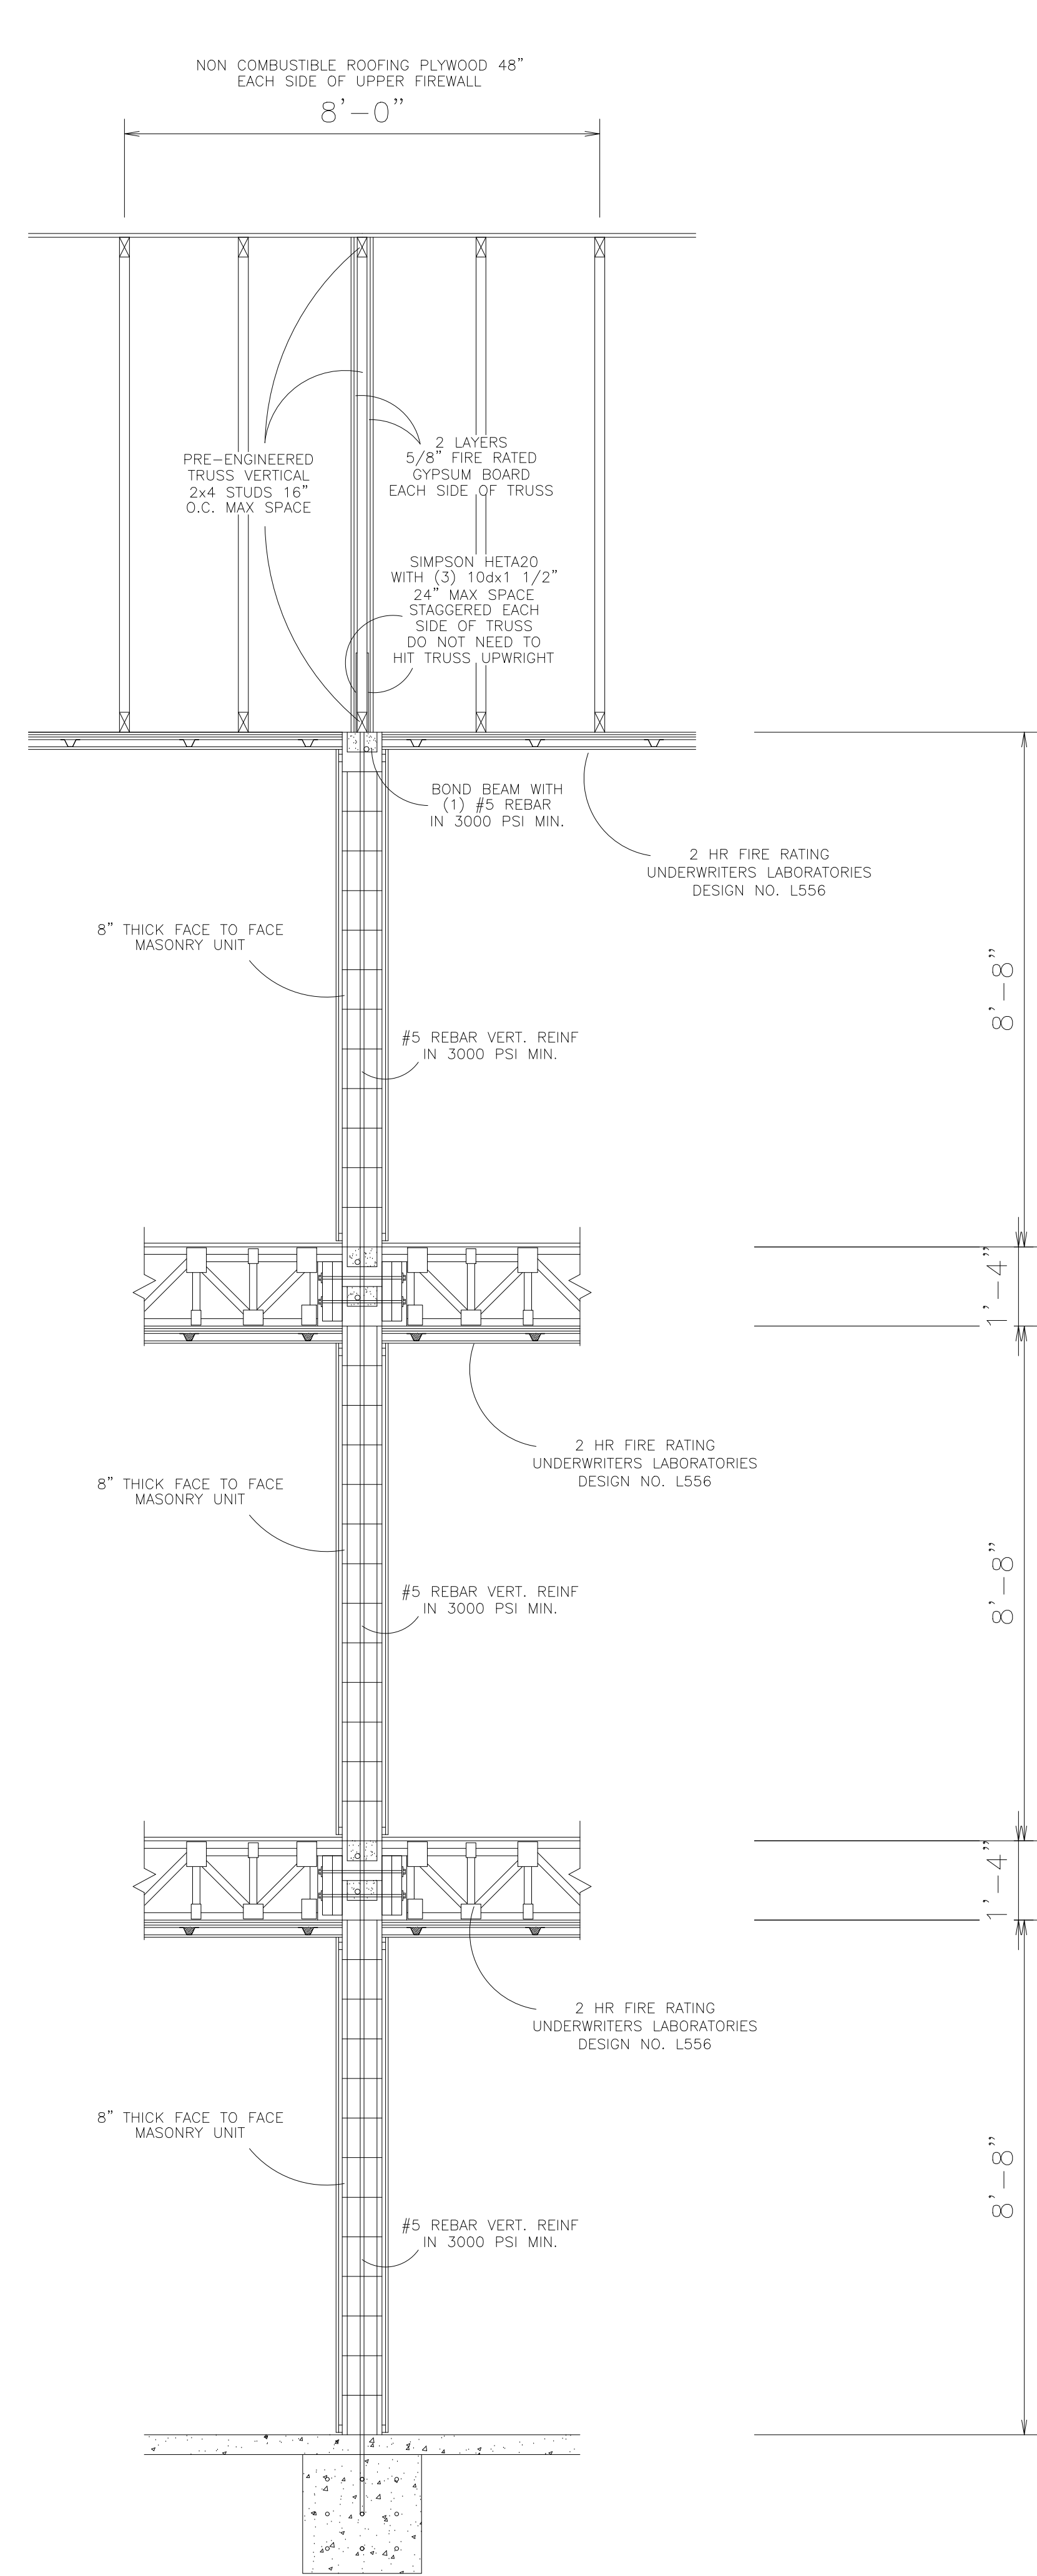 NON COMBUSTIBLE ROOFING PLYWOOD 48"
EACH SIDE OF UPPER FIREWALL
8'-0"
PRE-ENGINEERED
TRUSS VERTICAL
2x4 STUDS 16"
O.C. MAX SPACE
2 LAYERS
5/8" FIRE RATED
GYPSUM BOARD
EACH SIDE OF TRUSS
SIMPSON HETA20
WITH (3) 10dx1 1/2"
24" MAX SPACE
STAGGERED EACH
SIDE OF TRUSS
DO NOT NEED TO
HIT TRUSS UPWRIGHT
BOND BEAM WITH
(1) #5 REBAR
IN 3000 PSI MIN.
2 HR FIRE RATING
UNDERWRITERS LABORATORIES
DESIGN NO. L556
8" THICK FACE TO FACE
MASONRY UNIT
8'-8"
#5 REBAR VERT. REINF
IN 3000 PSI MIN.
1'-4"
2 HR FIRE RATING
UNDERWRITERS LABORATORIES
DESIGN NO. L556
8" THICK FACE TO FACE
MASONRY UNIT
8'-8"
#5 REBAR VERT. REINF
IN 3000 PSI MIN.
1'-4"
2 HR FIRE RATING
UNDERWRITERS LABORATORIES
DESIGN NO. L556
8" THICK FACE TO FACE
MASONRY UNIT
8'-8"
#5 REBAR VERT. REINF
IN 3000 PSI MIN.